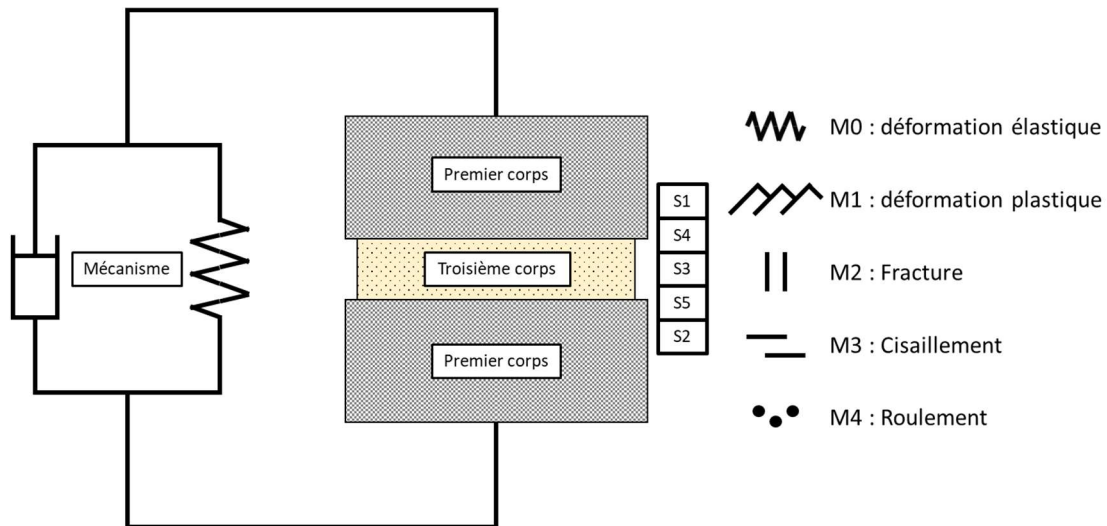 Mécanisme
Premier corps
Troisième corps
Premier corps
S1
S4
S3
S5
S2
M0 : déformation élastique
M1 : déformation plastique
M2 : Fracture
M3 : Cisaillement
M4 : Roulement